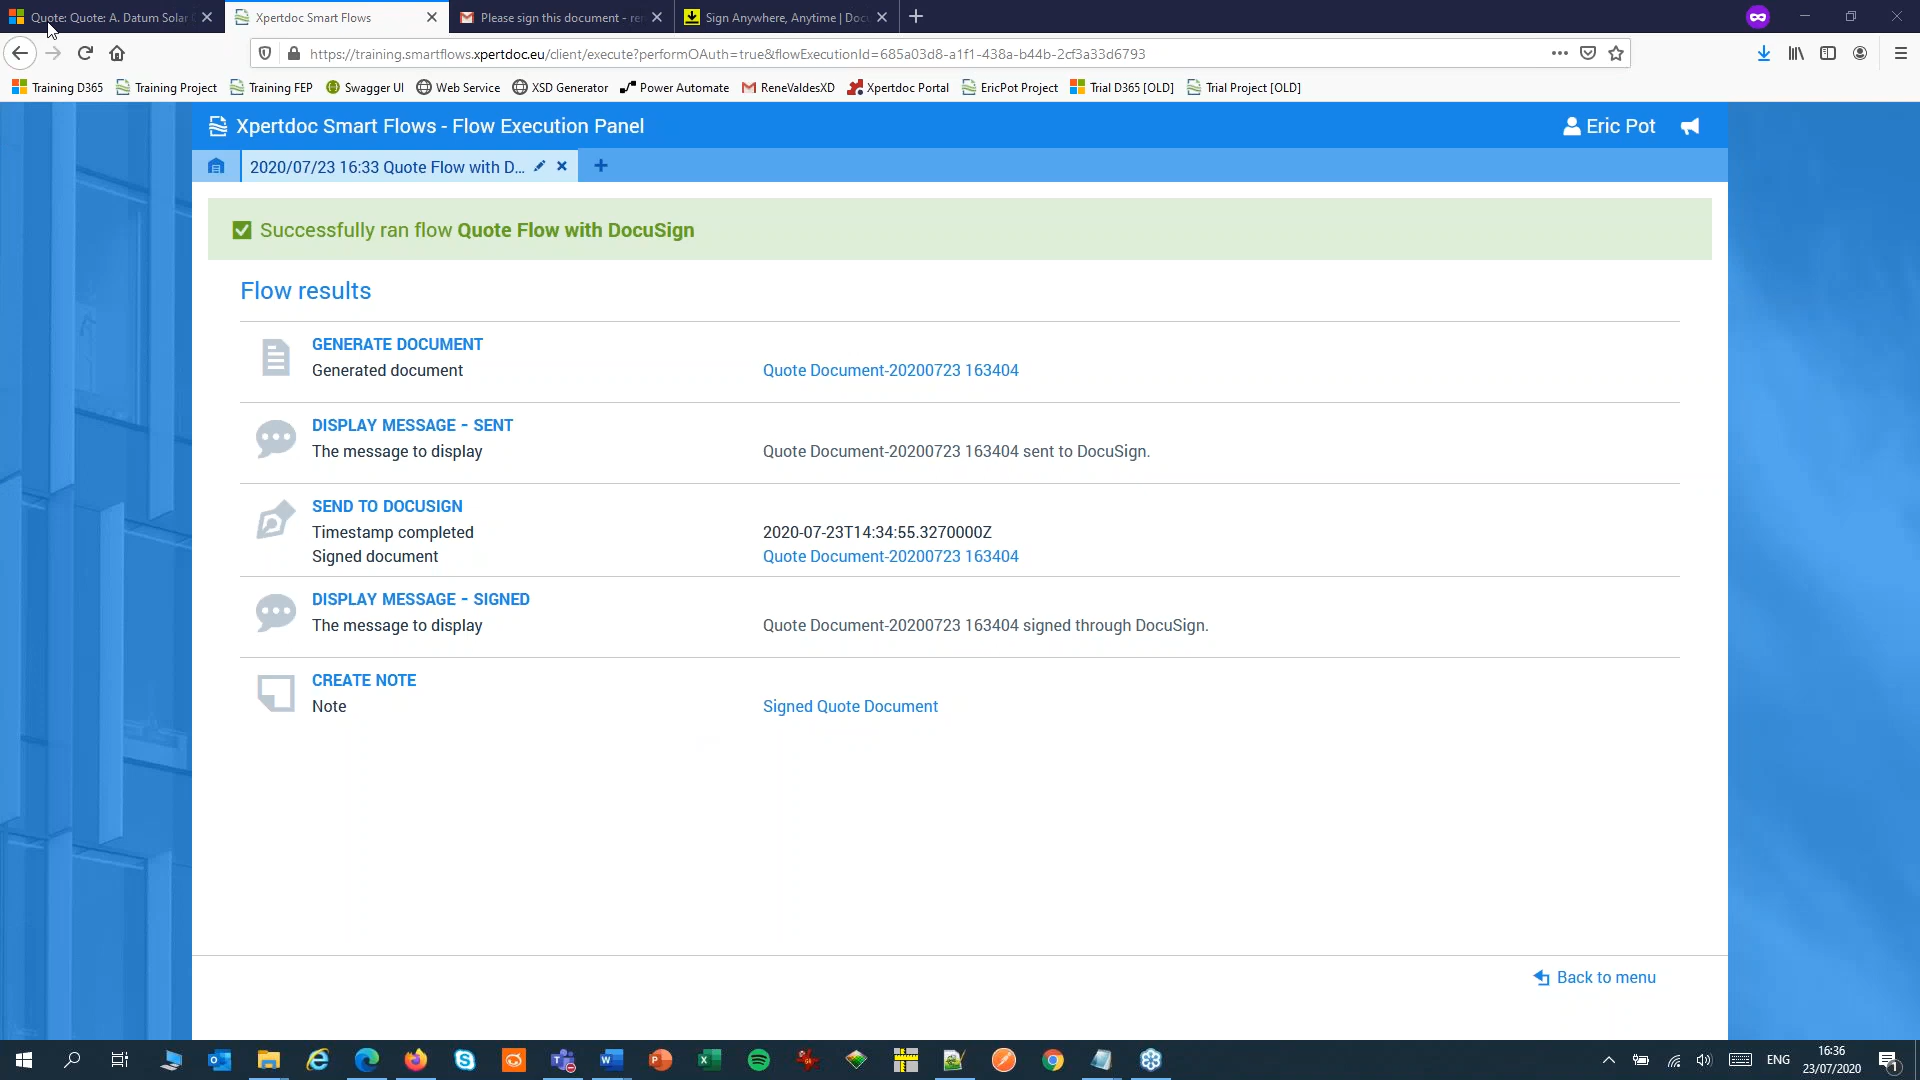 Quote: Quote: A. Datum Solar
Xpertdoc Smart Flows
Please sign this document - ren
Sign Anywhere, Anytime | Doc
https://training.smartflows.xpertdoc.eu/client/execute?performOAuth=true&flowExecutionId=685a03d8-a1f1-438a-b44b-2cf3a33d6793
Training D365 Training Project Training FEP Swagger UI Web Service XSD Generator Power Automate ReneValdesXD Xpertdoc Portal EricPot Project Trial D365 [OLD] Trial Project [OLD]
Xpertdoc Smart Flows - Flow Execution Panel
Eric Pot
2020/07/23 16:33 Quote Flow with D...
Successfully ran flow Quote Flow with DocuSign
Flow results
GENERATE DOCUMENT
Generated document Quote Document-20200723 163404
DISPLAY MESSAGE - SENT
The message to display Quote Document-20200723 163404 sent to DocuSign.
SEND TO DOCUSIGN
Timestamp completed 2020-07-23T14:34:55.3270000Z
Signed document Quote Document-20200723 163404
DISPLAY MESSAGE - SIGNED
The message to display Quote Document-20200723 163404 signed through DocuSign.
CREATE NOTE
Note Signed Quote Document
Back to menu
ENG
16:36
23/07/2020
1